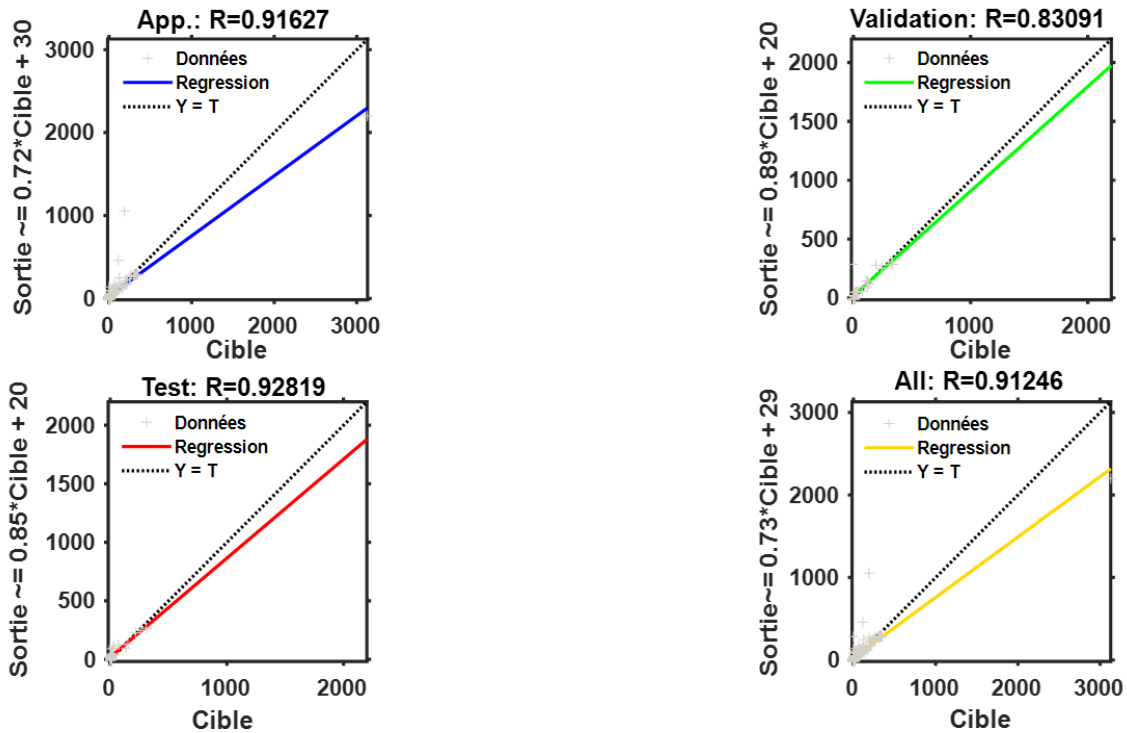 App.: R=0.91627
Sortie ~= 0.72*Cible + 30
3000
2000
1000
0
Données
Regression
Y = T
0 1000 2000 3000
Cible
Validation: R=0.83091
Sortie ~= 0.89*Cible + 20
2000
1500
1000
500
0
Données
Regression
Y = T
0 1000 2000
Cible
Test: R=0.92819
Sortie ~= 0.85*Cible + 20
2000
1500
1000
500
0
Données
Regression
Y = T
0 1000 2000
Cible
All: R=0.91246
Sortie~= 0.73*Cible + 29
3000
2000
1000
0
Données
Regression
Y = T
0 1000 2000 3000
Cible